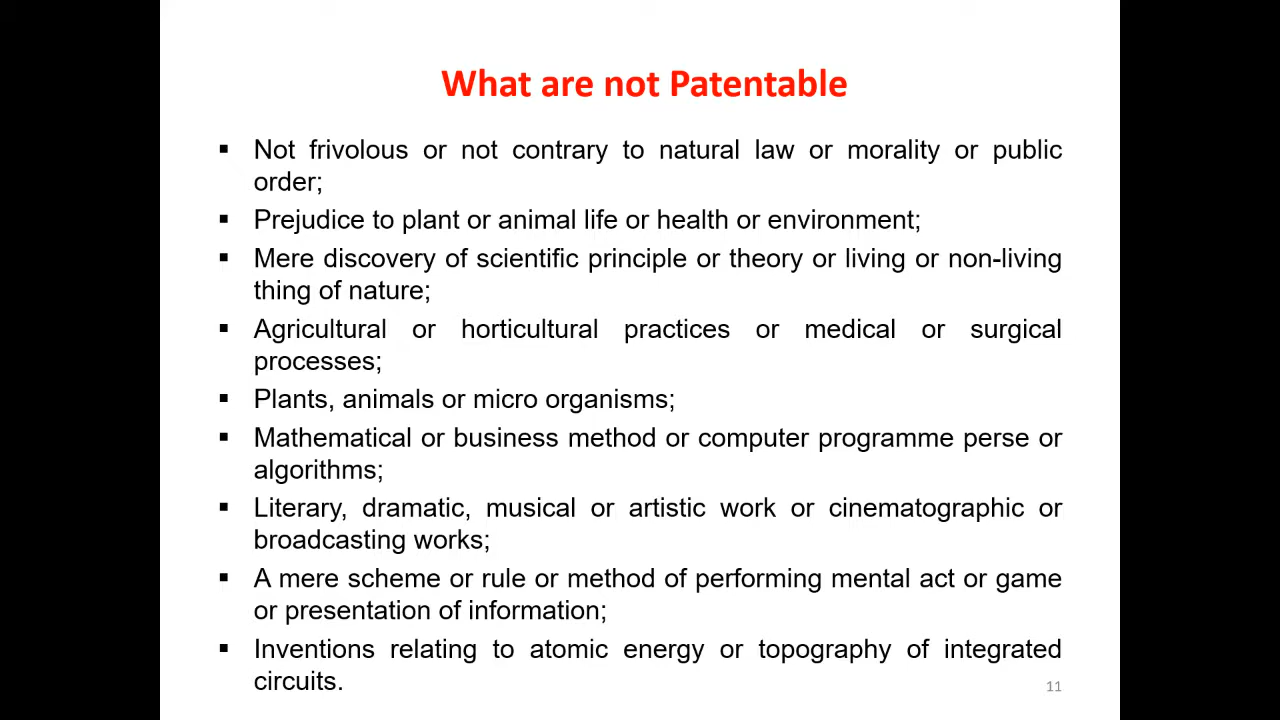 What are not Patentable
▪ Not frivolous or not contrary to natural law or morality or public
order;
▪ Prejudice to plant or animal life or health or environment;
▪ Mere discovery of scientific principle or theory or living or non-living
thing of nature;
▪ Agricultural or horticultural practices or medical or surgical
processes;
▪ Plants, animals or micro organisms;
▪ Mathematical or business method or computer programme perse or
algorithms;
▪ Literary, dramatic, musical or artistic work or cinematographic or
broadcasting works;
▪ A mere scheme or rule or method of performing mental act or game
or presentation of information;
▪ Inventions relating to atomic energy or topography of integrated
circuits.
11